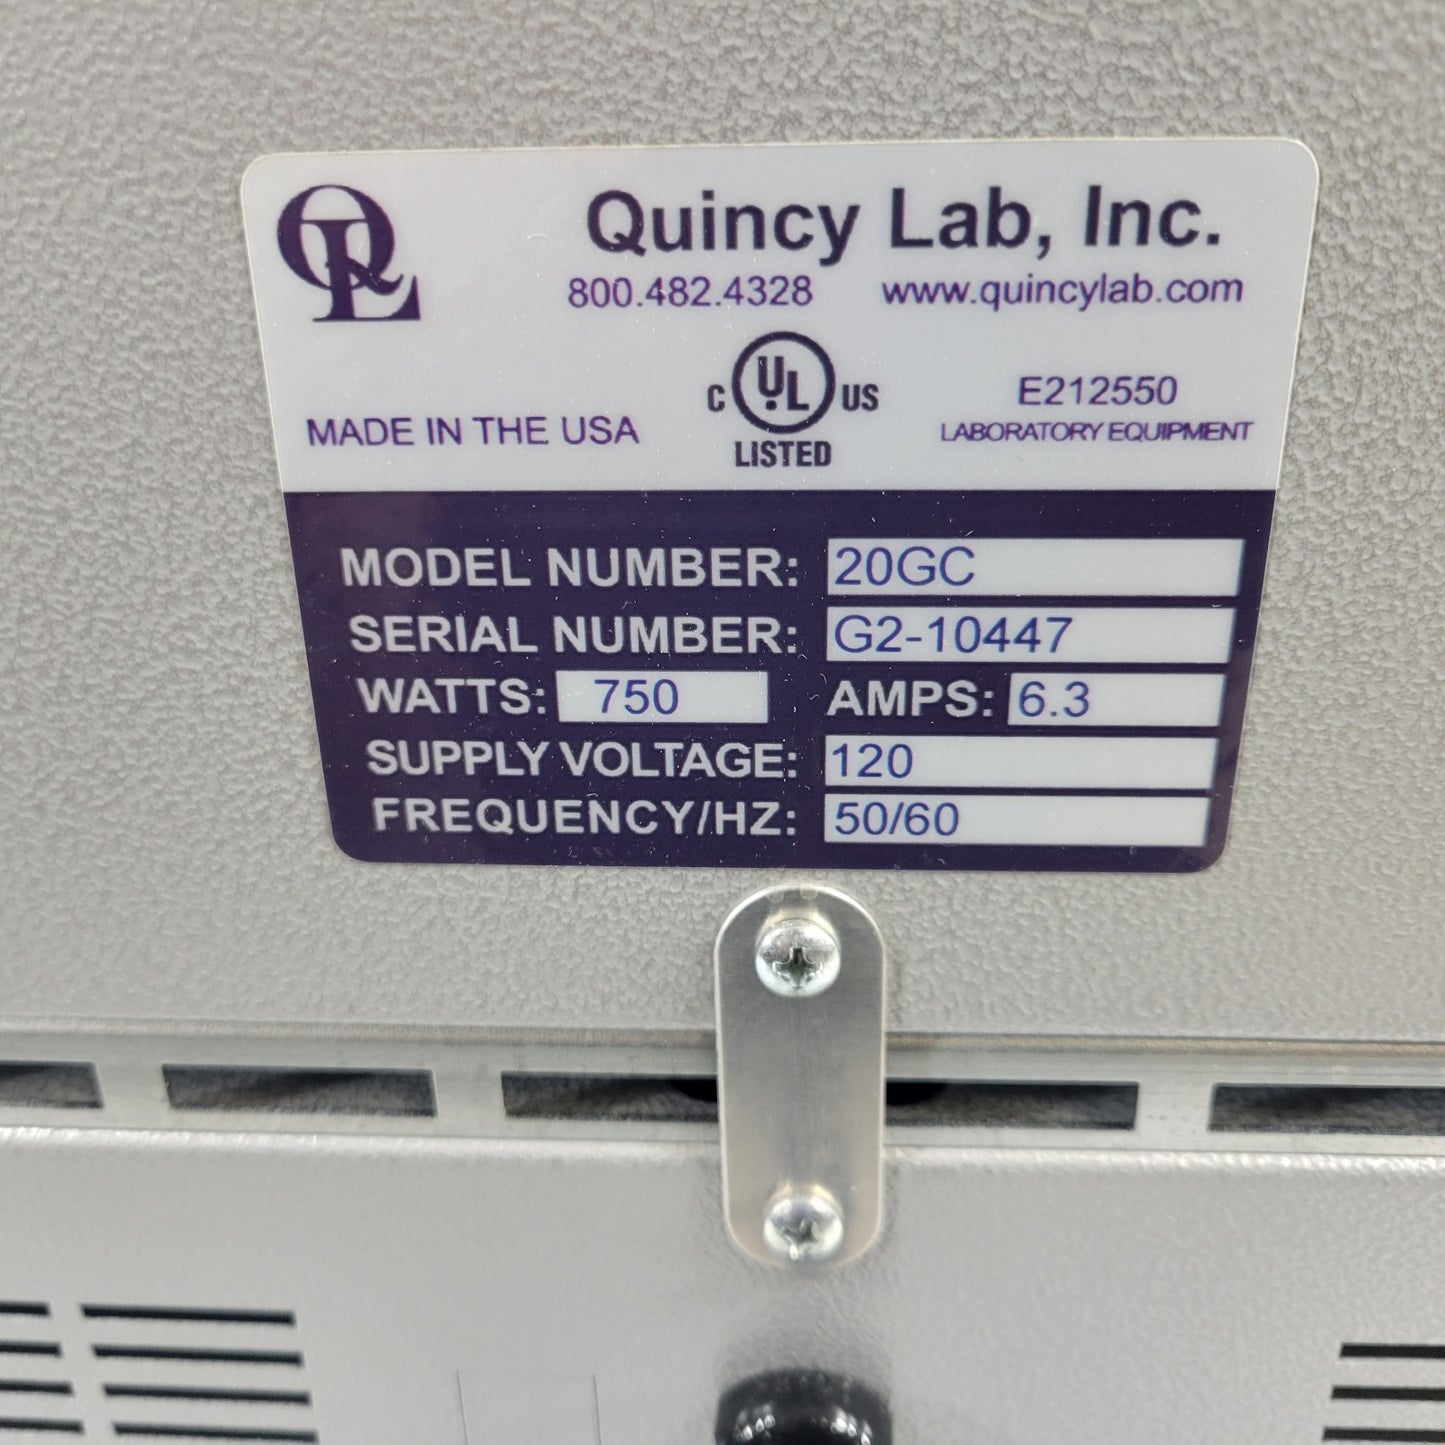 QL
Quincy Lab, Inc.
800.482.4328 www.quincylab.com
MADE IN THE USA
C UL US
LISTED
E212550
LABORATORY EQUIPMENT
MODEL NUMBER: 20GC
SERIAL NUMBER: G2-10447
WATTS: 750 AMPS: 6.3
SUPPLY VOLTAGE: 120
FREQUENCY/HZ: 50/60